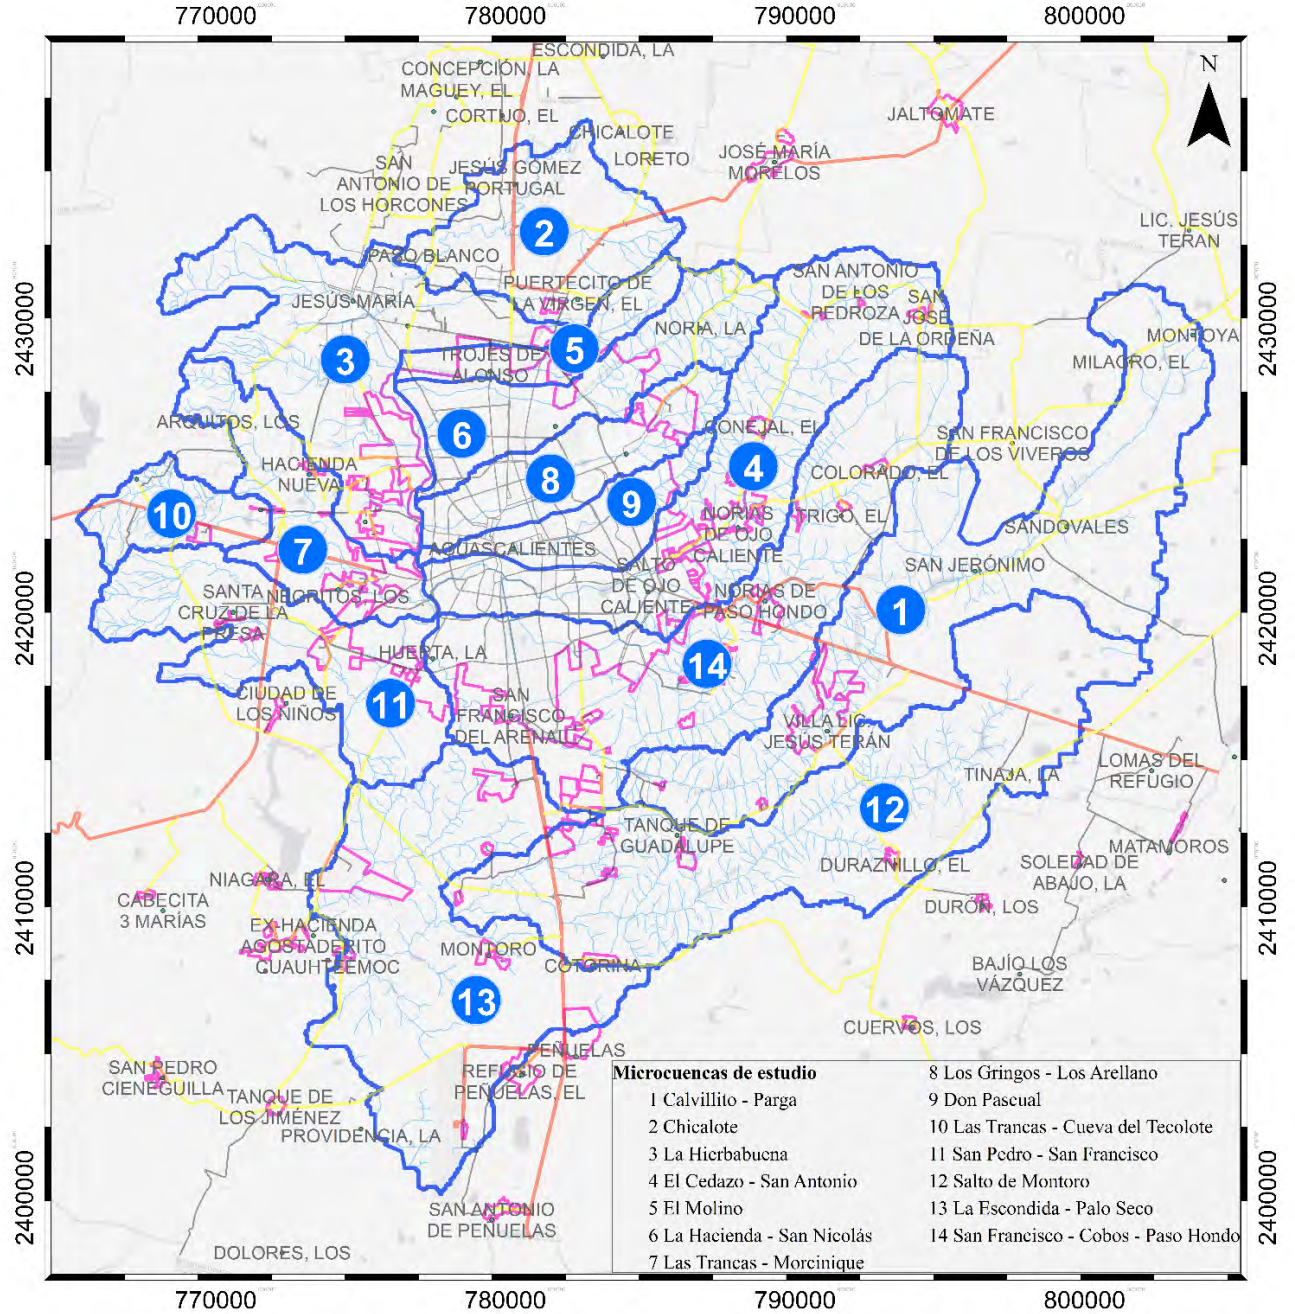 770000 780000 790000 800000
ESCONDIDA, LA
CONCEPCIÓN, LA
MAGUEY, EL
CORTIJO, EL
CHICALOTE
LORETO
JALTOMATE
N
JOSÉ MARÍA
MORELOS
SAN
ANTONIO DE
LOS HORCONES
JESÚS GÓMEZ
PORTUGAL
LIC. JESÚS
TERAN
2
PASO BLANCO
PUERTECITO DE
LA VIRGEN, EL
SAN ANTONIO
DE LOS
PEDROZA
SAN
JOSÉ
DE LA ORDEÑA
JESÚS MARÍA
NORIA, LA
MONTOYA
MILAGRO, EL
2430000
2430000
3
5
TROJES DE
ALONSO
ARQUITOS, LOS
6
CONEJAL, EL
SAN FRANCISCO
DE LOS VIVEROS
HACIENDA
NUEVA
8
4
COLORADO, EL
10
9
NORIAS
DE OJO
CALIENTE
TRIGO, EL
SANDOVALES
7
AGUASCALIENTES
SALTO
DE OJO
CALIENTE
SAN JERÓNIMO
SANTA
CRUZ DE LA
PRESA
NEGRITOS, LOS
NORIAS DE
PASO HONDO
1
2420000
2420000
HUERTA, LA
14
CIUDAD DE
LOS NIÑOS
11
SAN
FRANCISCO
DEL ARENAL
VILLA LIC.
JESÚS TERÁN
TINAJA, LA
LOMAS DEL
REFUGIO
12
TANQUE DE
GUADALUPE
DURAZNILLO, EL
MATAMOROS
SOLEDAD DE
ABAJO, LA
NIAGARA, EL
CABECITA
3 MARÍAS
DURÓN, LOS
2410000
2410000
EX-HACIENDA
AGOSTADERITO
CUAUHTÉEMOC
MONTORO
COTORINA
BAJÍO LOS
VÁZQUEZ
13
CUERVOS, LOS
PEÑUELAS
REFUGIO DE
PEÑUELAS, EL
SAN PEDRO
CIENEGUILLA
TANQUE DE
LOS JIMÉNEZ
PROVIDENCIA, LA
SAN ANTONIO
DE PEÑUELAS
DOLORES, LOS
2400000
2400000
Microcuencas de estudio
1 Calvillito - Parga
2 Chicalote
3 La Hierbabuena
4 El Cedazo - San Antonio
5 El Molino
6 La Hacienda - San Nicolás
7 Las Trancas - Morcinique
8 Los Gringos - Los Arellano
9 Don Pascual
10 Las Trancas - Cueva del Tecolote
11 San Pedro - San Francisco
12 Salto de Montoro
13 La Escondida - Palo Seco
14 San Francisco - Cobos - Paso Hondo
770000 780000 790000 800000